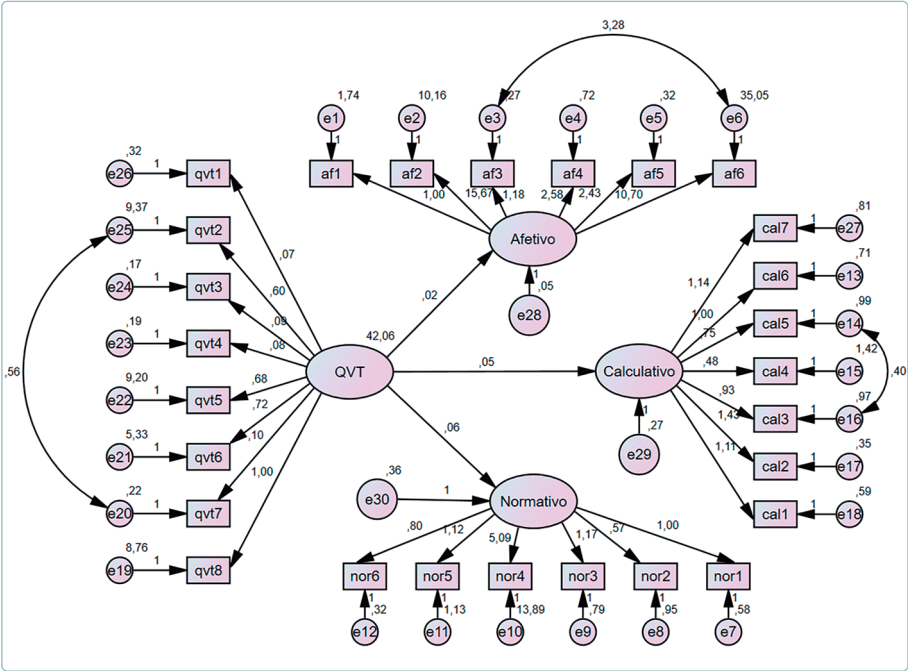 3,28
1,74 10,16 ,27 ,72 ,32 35,05
e1 e2 e3 e4 e5 e6
1 1 1 1 1 1
af1 af2 af3 af4 af5 af6
1,00 15,67 1,18 2,58 2,43 10,70
Afetivo
1
,05
e28
,32
e26 1 qvt1
9,37
e25 1 qvt2
,17
e24 1 qvt3
,19
e23 1 qvt4
9,20
e22 1 qvt5
5,33
e21 1 qvt6
,22
e20 1 qvt7
8,76
e19 1 qvt8
,56
,07
,60
,09
,08
,68
,72
,10
1,00
42,06
QVT
,02
,05
,06
Calculativo
1
,27
e29
1,14
1,00
,75
,48
,93
1,43
1,11
,81
cal7 1 e27
,71
cal6 1 e13
,99
cal5 1 e14
1,42
cal4 1 e15
,97
cal3 1 e16
,35
cal2 1 e17
,59
cal1 1 e18
,40
,36
e30 1 Normativo
,80 1,12 5,09 1,17 ,57 1,00
nor6 nor5 nor4 nor3 nor2 nor1
1 1 1 1 1 1
,32 1,13 13,89 ,79 ,95 ,58
e12 e11 e10 e9 e8 e7